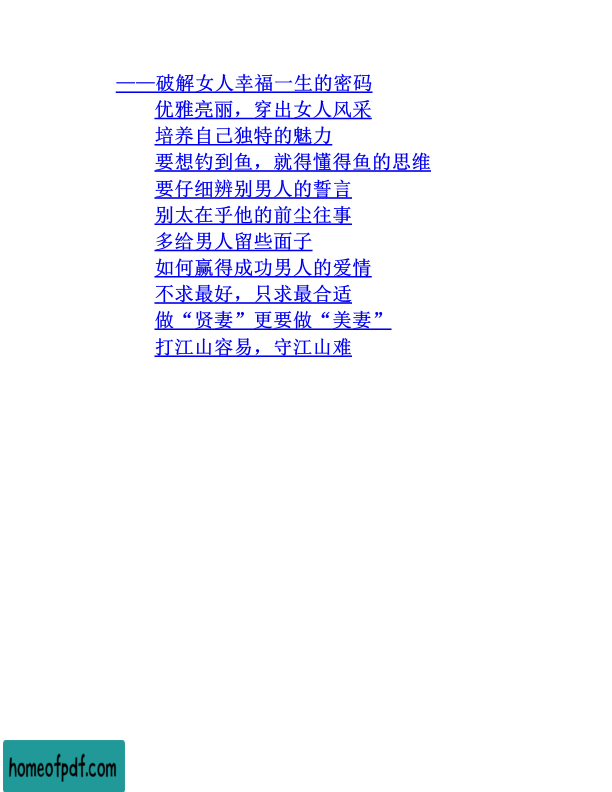 ——破解女人幸福一生的密码
优雅亮丽，穿出女人风采
培养自己独特的魅力
要想钓到鱼，就得懂得鱼的思维
要仔细辨别男人的誓言
别太在乎他的前尘往事
多给男人留些面子
如何赢得成功男人的爱情
不求最好，只求最合适
做“贤妻”更要做“美妻”
打江山容易，守江山难
homeofpdf.com